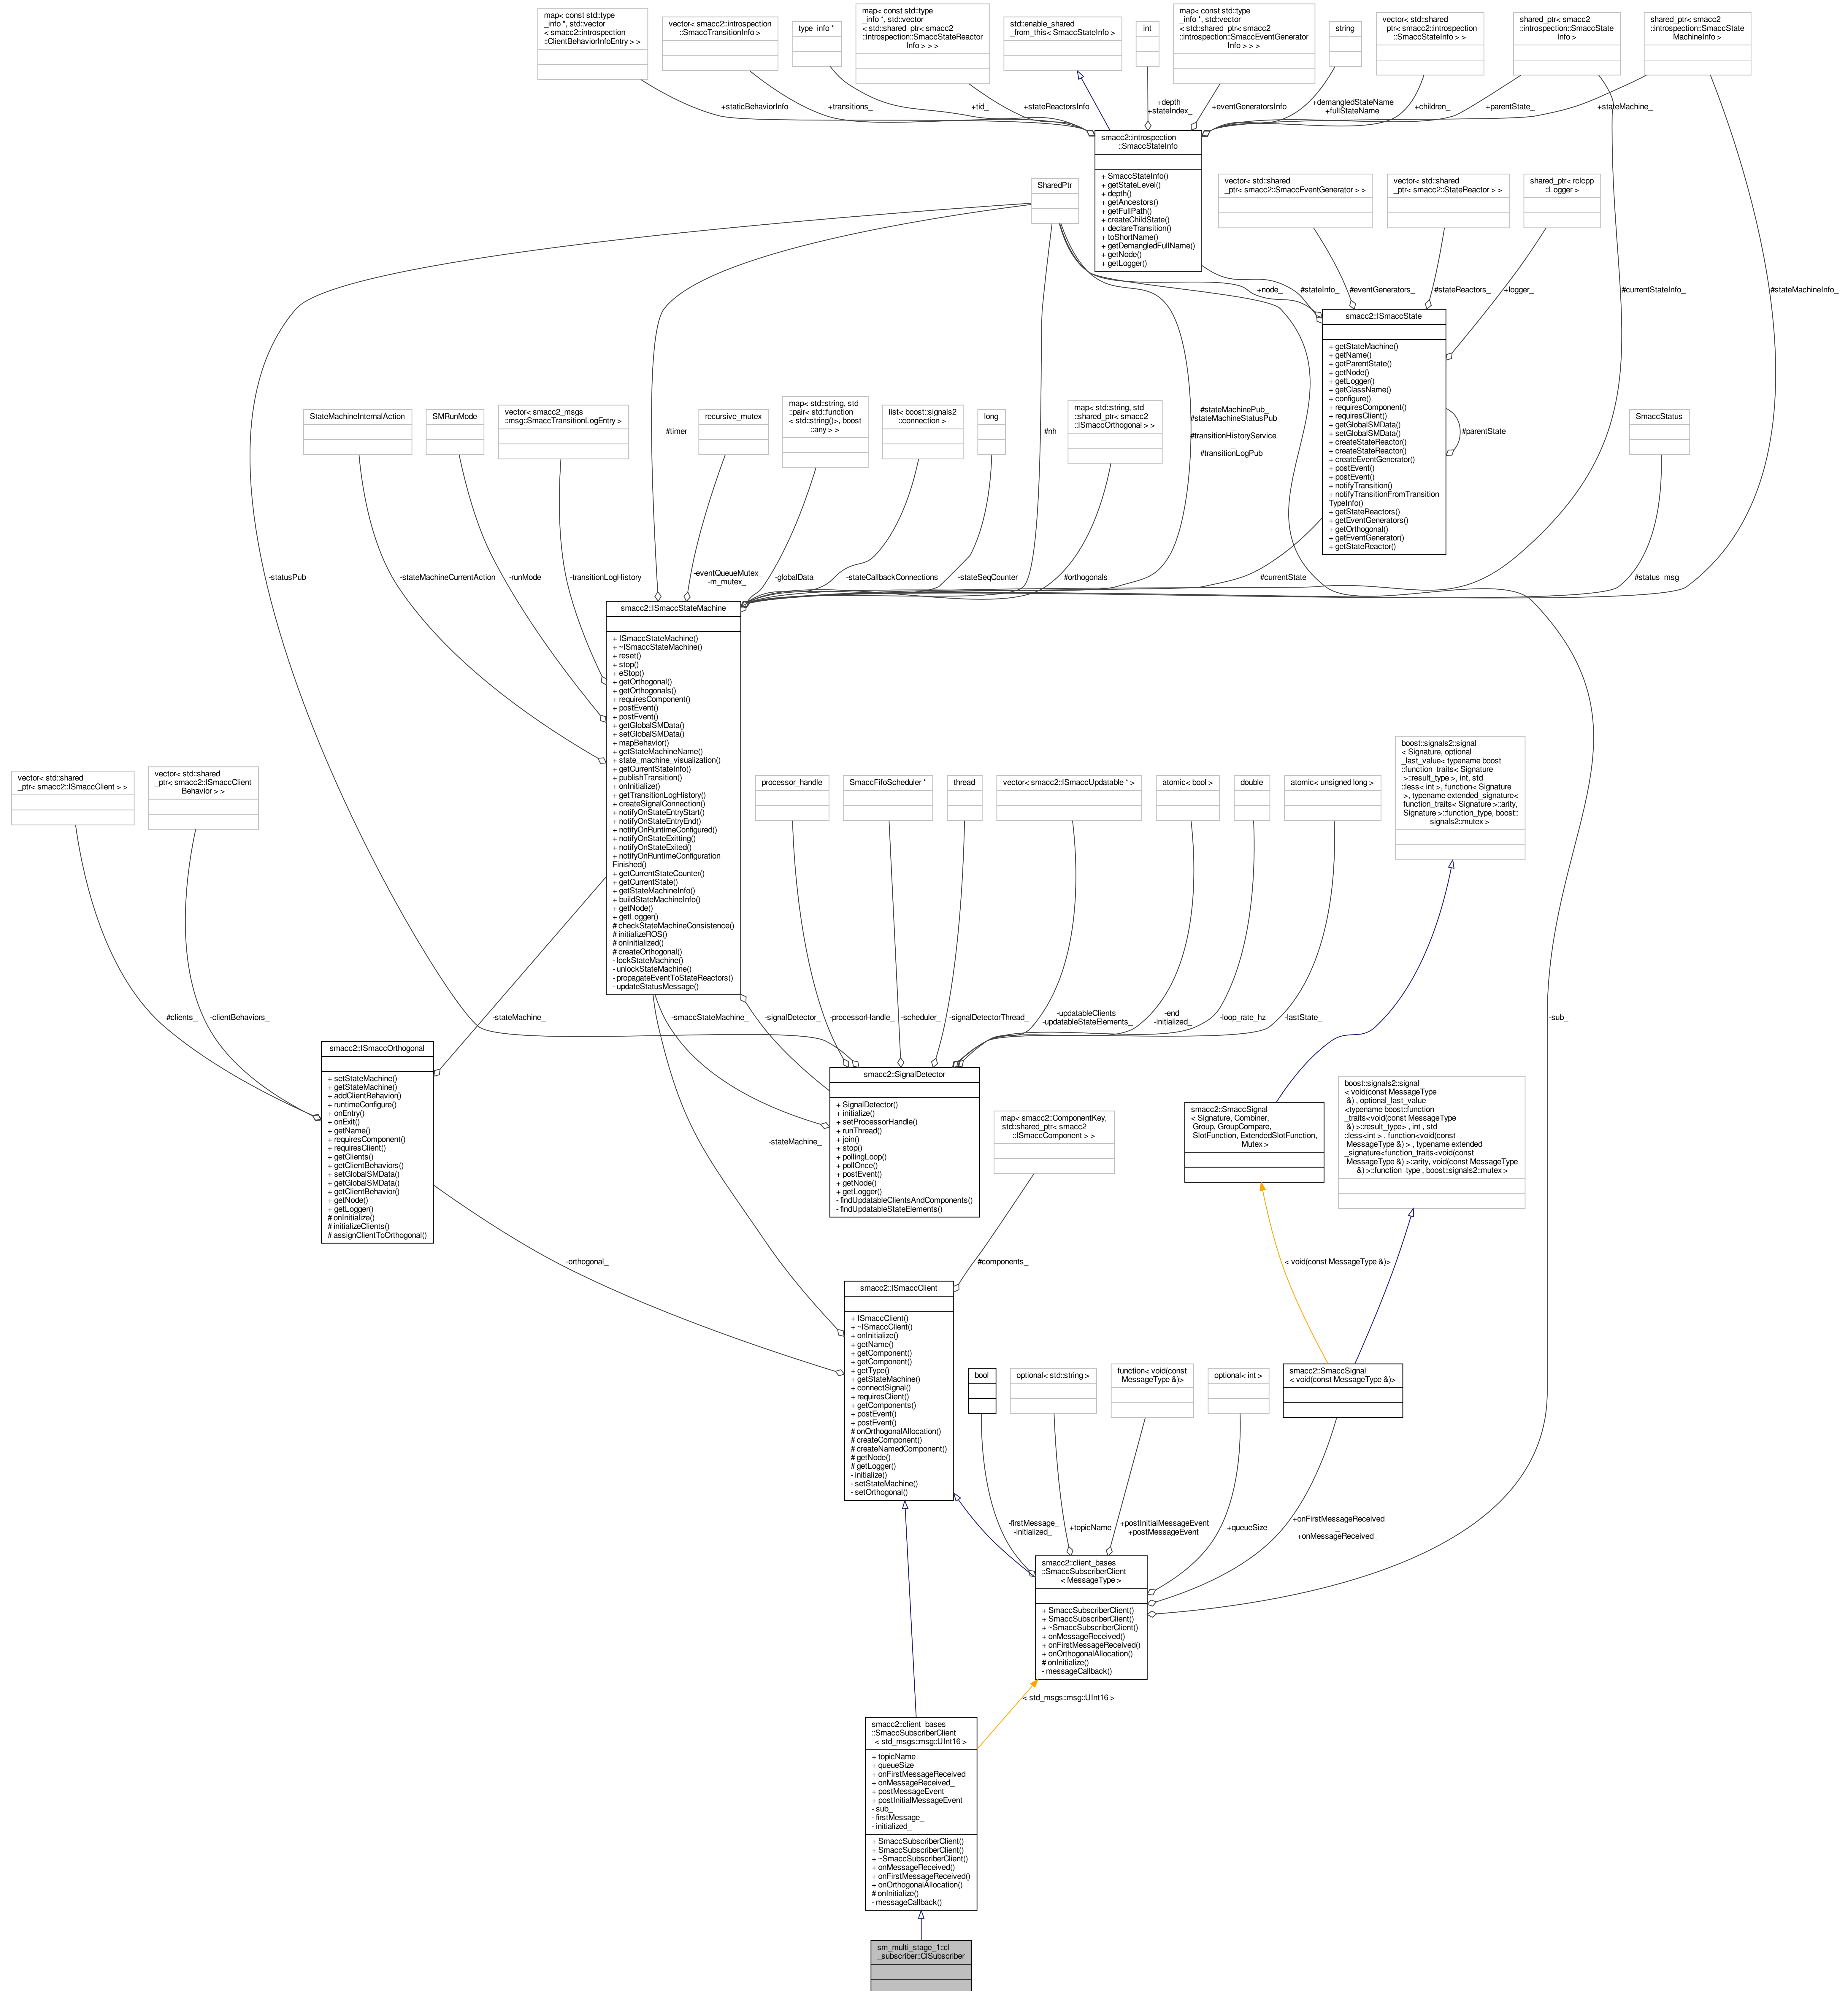 map< const std::type
_info *, std::vector
< smacc2::introspection
::ClientBehaviorInfoEntry > >
vector< smacc2::introspection
::SmaccTransitionInfo >
type_info *
map< const std::type
_info *, std::vector
< std::shared_ptr< smacc2
::introspection::SmaccStateReactor
Info > > >
std::enable_shared
_from_this< SmaccStateInfo >
int
map< const std::type
_info *, std::vector
< std::shared_ptr< smacc2
::introspection::SmaccEventGenerator
Info > > >
string
vector< std::shared
_ptr< smacc2::introspection
::SmaccStateInfo > >
shared_ptr< smacc2
::introspection::SmaccState
Info >
shared_ptr< smacc2
::introspection::SmaccState
MachineInfo >
+staticBehaviorInfo
+transitions_
+tid_
+stateReactorsInfo
+depth_
+stateIndex_
+eventGeneratorsInfo
+demangledStateName
+fullStateName
+children_
+parentState_
+stateMachine_
smacc2::introspection
::SmaccStateInfo
+ SmaccStateInfo()
+ getStateLevel()
+ depth()
+ getAncestors()
+ getFullPath()
+ createChildState()
+ declareTransition()
+ toShortName()
+ getDemangledFullName()
+ getNode()
+ getLogger()
SharedPtr
vector< std::shared
_ptr< smacc2::SmaccEventGenerator > >
vector< std::shared
_ptr< smacc2::StateReactor > >
shared_ptr< rclcpp
::Logger >
+node_
#stateInfo_
#eventGenerators_
#stateReactors_
+logger_
#currentStateInfo_
#stateMachineInfo_
smacc2::ISmaccState
+ getStateMachine()
+ getName()
+ getParentState()
+ getNode()
+ getLogger()
+ getClassName()
+ configure()
+ requiresComponent()
+ requiresClient()
+ getGlobalSMData()
+ setGlobalSMData()
+ createStateReactor()
+ createStateReactor()
+ createEventGenerator()
+ postEvent()
+ postEvent()
+ notifyTransition()
+ notifyTransitionFromTransition
TypeInfo()
+ getStateReactors()
+ getEventGenerators()
+ getOrthogonal()
+ getEventGenerator()
+ getStateReactor()
#parentState_
StateMachineInternalAction
SMRunMode
vector< smacc2_msgs
::msg::SmaccTransitionLogEntry >
#timer_
recursive_mutex
map< std::string, std
::pair< std::function
< std::string()>, boost
::any > >
list< boost::signals2
::connection >
long
#nh_
map< std::string, std
::shared_ptr< smacc2
::ISmaccOrthogonal > >
#stateMachinePub_
#stateMachineStatusPub
_
#transitionHistoryService
_
#transitionLogPub_
SmaccStatus
-statusPub_
-stateMachineCurrentAction
-runMode_
-transitionLogHistory_
-eventQueueMutex_
-m_mutex_
-globalData_
-stateCallbackConnections
-stateSeqCounter_
#orthogonals_
#currentState_
#status_msg_
smacc2::ISmaccStateMachine
+ ISmaccStateMachine()
+ ~ISmaccStateMachine()
+ reset()
+ stop()
+ eStop()
+ getOrthogonal()
+ getOrthogonals()
+ requiresComponent()
+ postEvent()
+ postEvent()
+ getGlobalSMData()
+ setGlobalSMData()
+ mapBehavior()
+ getStateMachineName()
+ state_machine_visualization()
+ getCurrentStateInfo()
+ publishTransition()
+ onInitialize()
+ getTransitionLogHistory()
+ createSignalConnection()
+ notifyOnStateEntryStart()
+ notifyOnStateEntryEnd()
+ notifyOnRuntimeConfigured()
+ notifyOnStateExitting()
+ notifyOnStateExited()
+ notifyOnRuntimeConfiguration
Finished()
+ getCurrentStateCounter()
+ getCurrentState()
+ getStateMachineInfo()
+ buildStateMachineInfo()
+ getNode()
+ getLogger()
# checkStateMachineConsistence()
# initializeROS()
# onInitialized()
# createOrthogonal()
- lockStateMachine()
- unlockStateMachine()
- propagateEventToStateReactors()
- updateStatusMessage()
vector< std::shared
_ptr< smacc2::ISmaccClient > >
vector< std::shared
_ptr< smacc2::ISmaccClient
Behavior > >
processor_handle
SmaccFifoScheduler *
thread
vector< smacc2::ISmaccUpdatable * >
atomic< bool >
double
atomic< unsigned long >
boost::signals2::signal
< Signature, optional
_last_value< typename boost
::function_traits< Signature
>::result_type >, int, std
::less< int >, function< Signature
>, typename extended_signature<
function_traits< Signature >::arity,
Signature >::function_type, boost::
signals2::mutex >
#clients_
-clientBehaviors_
-stateMachine_
-smaccStateMachine_
-signalDetector_
-processorHandle_
-scheduler_
-signalDetectorThread_
-updatableClients_
-updatableStateElements_
-end_
-initialized_
-loop_rate_hz
-lastState_
-sub_
smacc2::ISmaccOrthogonal
+ setStateMachine()
+ getStateMachine()
+ addClientBehavior()
+ runtimeConfigure()
+ onEntry()
+ onExit()
+ getName()
+ requiresComponent()
+ requiresClient()
+ getClients()
+ getClientBehaviors()
+ setGlobalSMData()
+ getGlobalSMData()
+ getClientBehavior()
+ getNode()
+ getLogger()
# onInitialize()
# initializeClients()
# assignClientToOrthogonal()
smacc2::SignalDetector
+ SignalDetector()
+ initialize()
+ setProcessorHandle()
+ runThread()
+ join()
+ stop()
+ pollingLoop()
+ pollOnce()
+ postEvent()
+ getNode()
+ getLogger()
- findUpdatableClientsAndComponents()
- findUpdatableStateElements()
-stateMachine_
map< smacc2::ComponentKey,
std::shared_ptr< smacc2
::ISmaccComponent > >
smacc2::SmaccSignal
< Signature, Combiner,
Group, GroupCompare,
SlotFunction, ExtendedSlotFunction,
Mutex >
boost::signals2::signal
< void(const MessageType
&) , optional_last_value
<typename boost::function
_traits<void(const MessageType
&) >::result_type> , int , std
::less<int > , function<void(const
MessageType &) > , typename extended
_signature<function_traits<void(const
MessageType &) >::arity, void(const MessageType
&) >::function_type , boost::signals2::mutex >
-orthogonal_
#components_
< void(const MessageType &)>
smacc2::ISmaccClient
+ ISmaccClient()
+ ~ISmaccClient()
+ onInitialize()
+ getName()
+ getComponent()
+ getComponent()
+ getType()
+ getStateMachine()
+ connectSignal()
+ requiresClient()
+ getComponents()
+ postEvent()
+ postEvent()
# onOrthogonalAllocation()
# createComponent()
# createNamedComponent()
# getNode()
# getLogger()
- initialize()
- setStateMachine()
- setOrthogonal()
bool
optional< std::string >
function< void(const
MessageType &)>
optional< int >
smacc2::SmaccSignal
< void(const MessageType &)>
-firstMessage_
-initialized_
+topicName
+postInitialMessageEvent
+postMessageEvent
+queueSize
+onFirstMessageReceived
_
+onMessageReceived_
smacc2::client_bases
::SmaccSubscriberClient
< MessageType >
+ SmaccSubscriberClient()
+ SmaccSubscriberClient()
+ ~SmaccSubscriberClient()
+ onMessageReceived()
+ onFirstMessageReceived()
+ onOrthogonalAllocation()
# onInitialize()
- messageCallback()
< std_msgs::msg::UInt16 >
smacc2::client_bases
::SmaccSubscriberClient
< std_msgs::msg::UInt16 >
+ topicName
+ queueSize
+ onFirstMessageReceived_
+ onMessageReceived_
+ postMessageEvent
+ postInitialMessageEvent
- sub_
- firstMessage_
- initialized_
+ SmaccSubscriberClient()
+ SmaccSubscriberClient()
+ ~SmaccSubscriberClient()
+ onMessageReceived()
+ onFirstMessageReceived()
+ onOrthogonalAllocation()
# onInitialize()
- messageCallback()
sm_multi_stage_1::cl
_subscriber::ClSubscriber